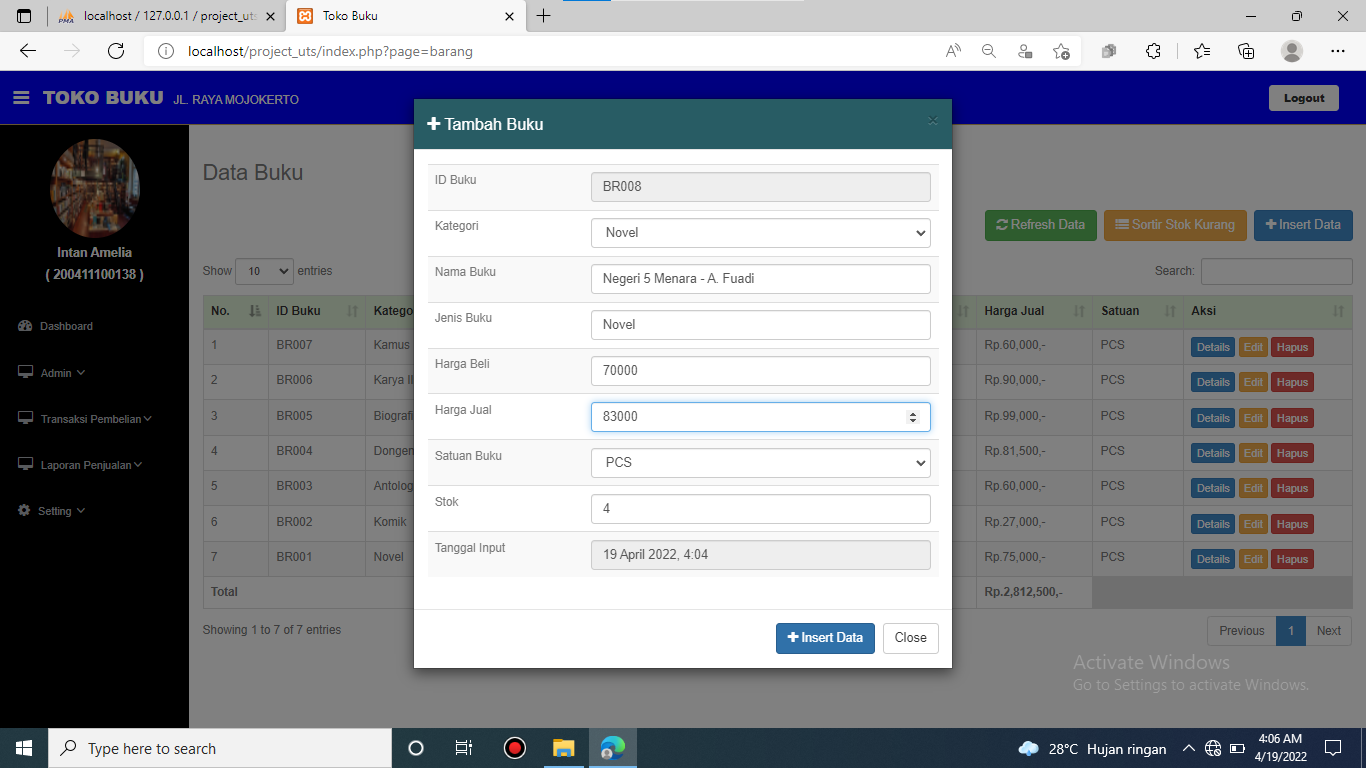 localhost / 127.0.0.1 / project_uts
Toko Buku
localhost/project_uts/index.php?page=barang
TOKO BUKU JL. RAYA MOJOKERTO
Logout
Intan Amelia
( 200411100138 )
Dashboard
Admin
Transaksi Pembelian
Laporan Penjualan
Setting
Data Buku
Refresh Data Sortir Stok Kurang Insert Data
Show 10 entries
Search:
No. ID Buku Katego Harga Jual Satuan Aksi
1 BR007 Kamus Rp.60,000,- PCS Details Edit Hapus
2 BR006 Karya Il Rp.90,000,- PCS Details Edit Hapus
3 BR005 Biografi Rp.99,000,- PCS Details Edit Hapus
4 BR004 Dongen Rp.81,500,- PCS Details Edit Hapus
5 BR003 Antolog Rp.60,000,- PCS Details Edit Hapus
6 BR002 Komik Rp.27,000,- PCS Details Edit Hapus
7 BR001 Novel Rp.75,000,- PCS Details Edit Hapus
Total Rp.2,812,500,-
Showing 1 to 7 of 7 entries
Previous 1 Next
Tambah Buku
ID Buku BR008
Kategori Novel
Nama Buku Negeri 5 Menara - A. Fuadi
Jenis Buku Novel
Harga Beli 70000
Harga Jual 83000
Satuan Buku PCS
Stok 4
Tanggal Input 19 April 2022, 4:04
Insert Data Close
Activate Windows
Go to Settings to activate Windows.
Type here to search
28°C Hujan ringan
4:06 AM
4/19/2022